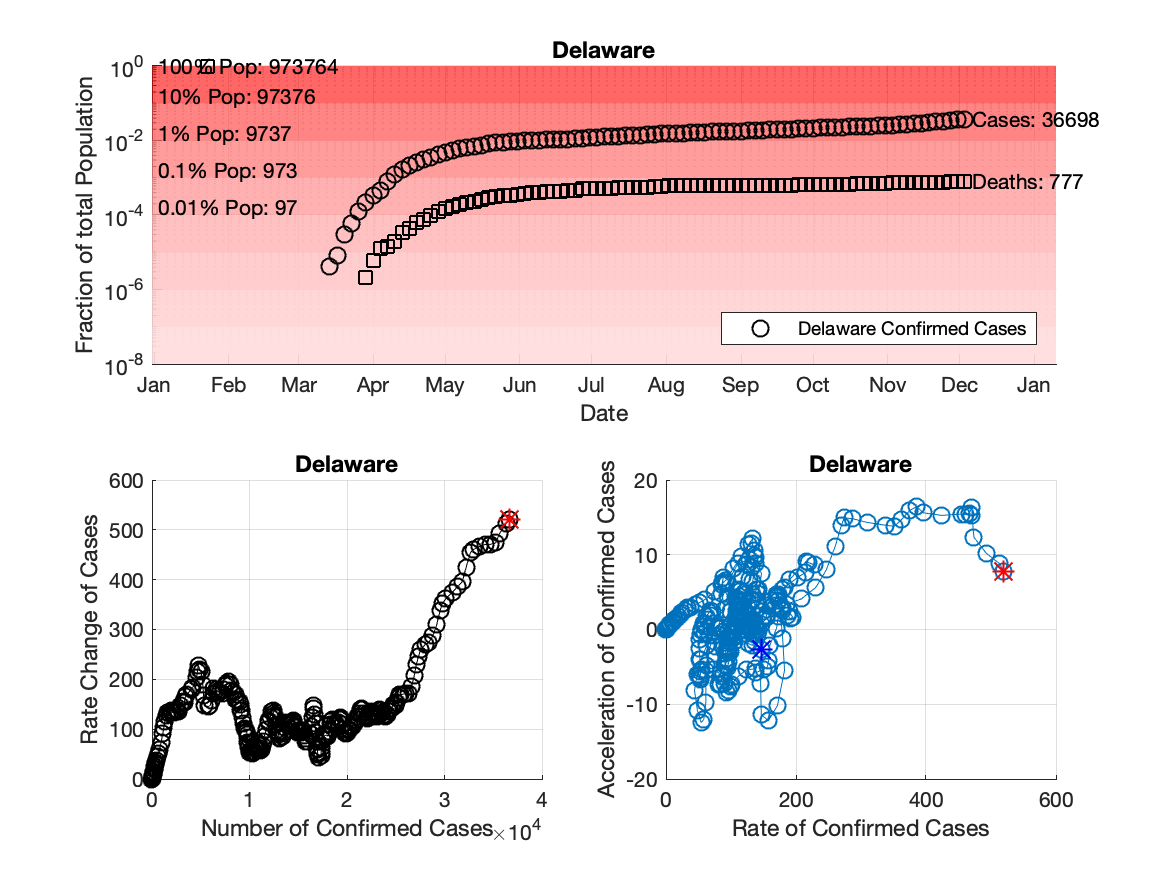 Delaware
10^0
10^-2
10^-4
10^-6
10^-8
Fraction of total Population
100% Pop: 973764
10% Pop: 97376
1% Pop: 9737
0.1% Pop: 973
0.01% Pop: 97
Cases: 36698
Deaths: 777
Delaware Confirmed Cases
Jan Feb Mar Apr May Jun Jul Aug Sep Oct Nov Dec Jan
Date
Delaware
600
500
400
300
200
100
0
Rate Change of Cases
0 1 2 3 4
Number of Confirmed Cases
×10^4
Delaware
20
10
0
-10
-20
Acceleration of Confirmed Cases
0 200 400 600
Rate of Confirmed Cases